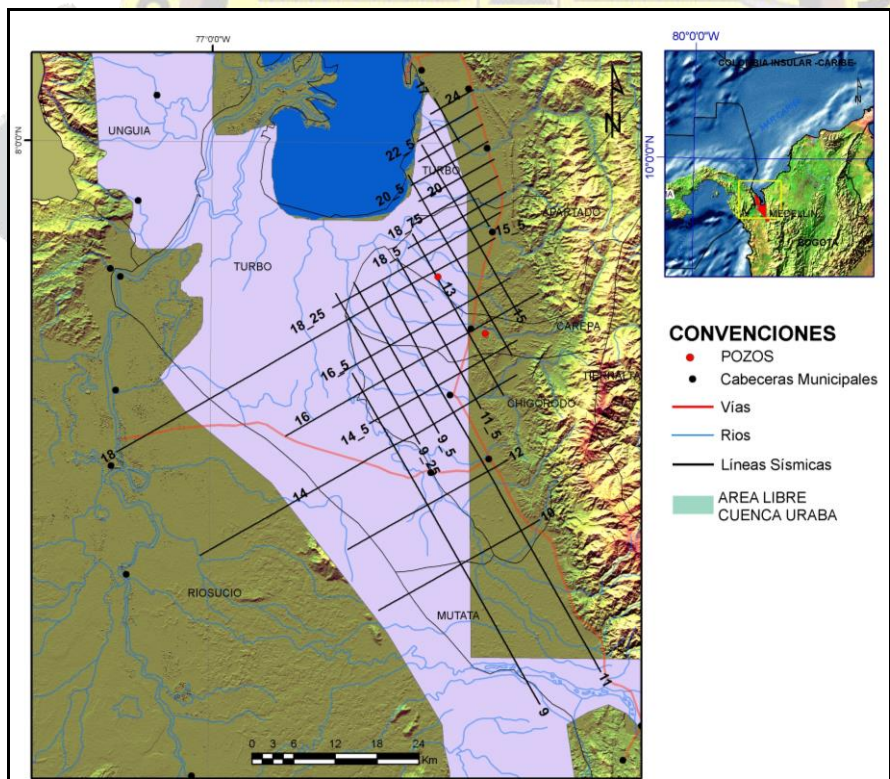 77°0'0"W
8°0'0"N
N
UNGUIA
17
24
22_5
TURBO
20_5
20
18_75
18_5
APARTADO
15_5
TURBO
13
15
18_25
CAREPA
16_5
TIERRALTA
16
CHIGORODO
14_5
11_5
9_5
9_25
12
18
14
10
RIOSUCIO
MUTATA
11
9
0 3 6 12 18 24
Km
80°0'0"W
COLOMBIA INSULAR -CARIBE-
N
10°0'0"N
MEDELLIN
BOGOTA
CONVENCIONES
POZOS
Cabeceras Municipales
Vías
Rios
Líneas Sísmicas
AREA LIBRE
CUENCA URABA